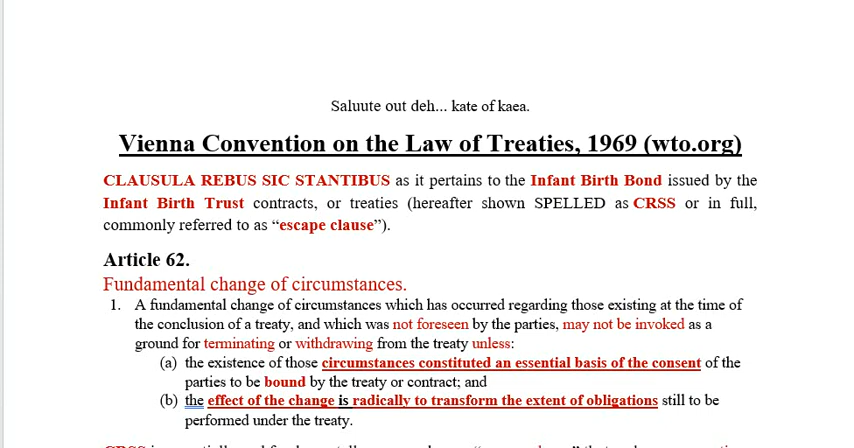 Saluute out deh... kate of kaea.
Vienna Convention on the Law of Treaties, 1969 (wto.org)
CLAUSULA REBUS SIC STANTIBUS as it pertains to the Infant Birth Bond issued by the
Infant Birth Trust contracts, or treaties (hereafter shown SPELLED as CRSS or in full,
commonly referred to as “escape clause”).
Article 62.
Fundamental change of circumstances.
1. A fundamental change of circumstances which has occurred regarding those existing at the time of
the conclusion of a treaty, and which was not foreseen by the parties, may not be invoked as a
ground for terminating or withdrawing from the treaty unless:
(a) the existence of those circumstances constituted an essential basis of the consent of the
parties to be bound by the treaty or contract; and
(b) the effect of the change is radically to transform the extent of obligations still to be
performed under the treaty.